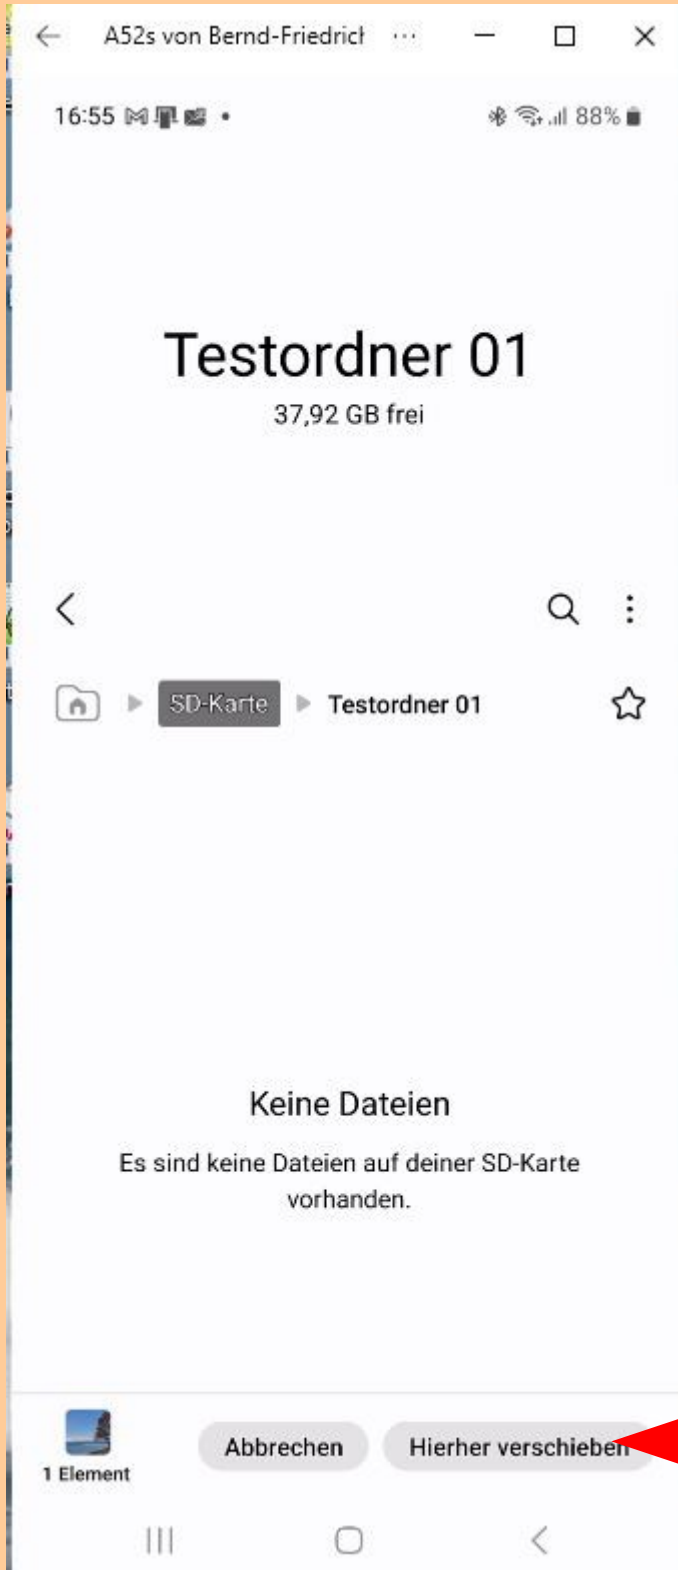 A52s von Bernd-Friedrich
16:55 88%
Testordner 01
37,92 GB frei
SD-Karte Testordner 01
Keine Dateien
Es sind keine Dateien auf deiner SD-Karte
vorhanden.
Abbrechen Hierher verschieben
1 Element